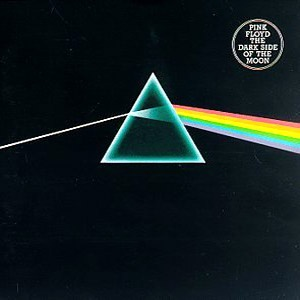 PINK
FLOYD THE
DARK SIDE
OF THE
MOON